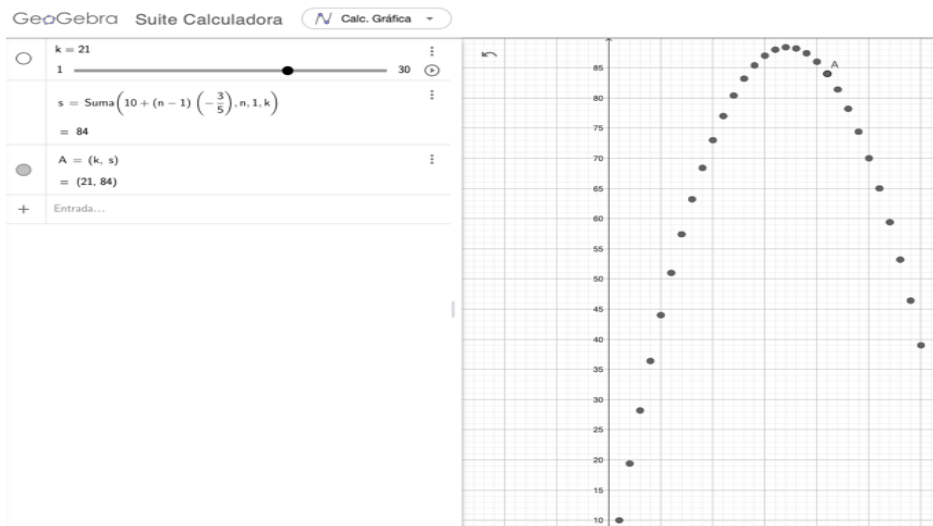 GeoGebra Suite Calculadora Calc. Gráfica
k = 21
1 30
s = Suma(10 + (n − 1) (−3/5), n, 1, k)
= 84
A = (k, s)
= (21, 84)
+ Entrada...
85
80
75
70
65
60
55
50
45
40
35
30
25
20
15
10
A